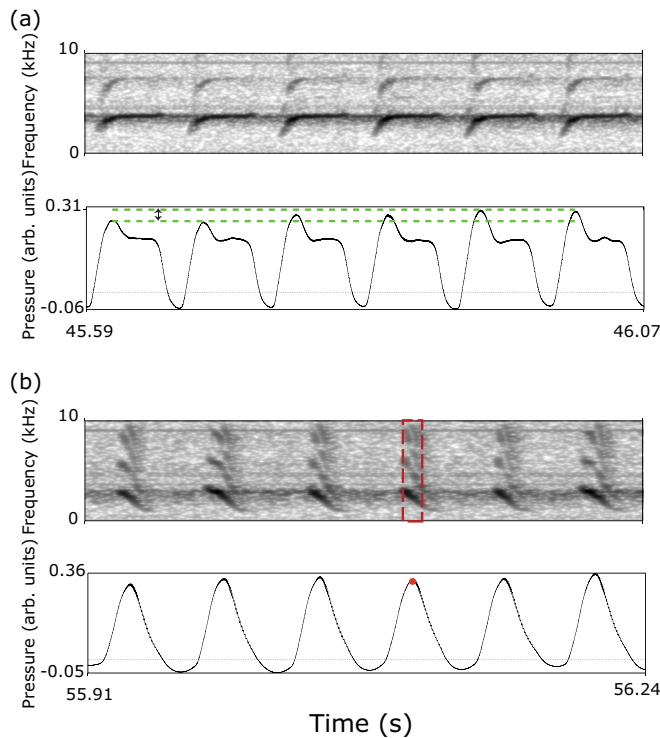 (a)
10
Frequency (kHz)
0
0.31
Pressure (arb. units)
-0.06
45.59 46.07
(b)
10
Frequency (kHz)
0
0.36
Pressure (arb. units)
-0.05
55.91 56.24
Time (s)